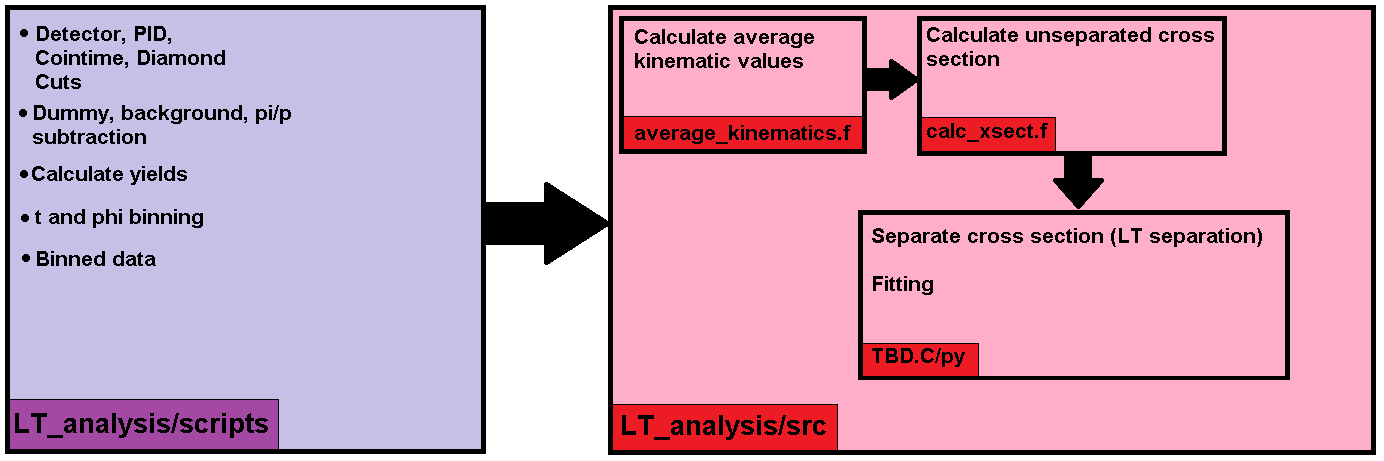 • Detector, PID,
Cointime, Diamond
Cuts
• Dummy, background, pi/p
subtraction
• Calculate yields
• t and phi binning
• Binned data
LT_analysis/scripts
Calculate average
kinematic values
average_kinematics.f
Calculate unseparated cross
section
calc_xsect.f
Separate cross section (LT separation)
Fitting
TBD.C/py
LT_analysis/src